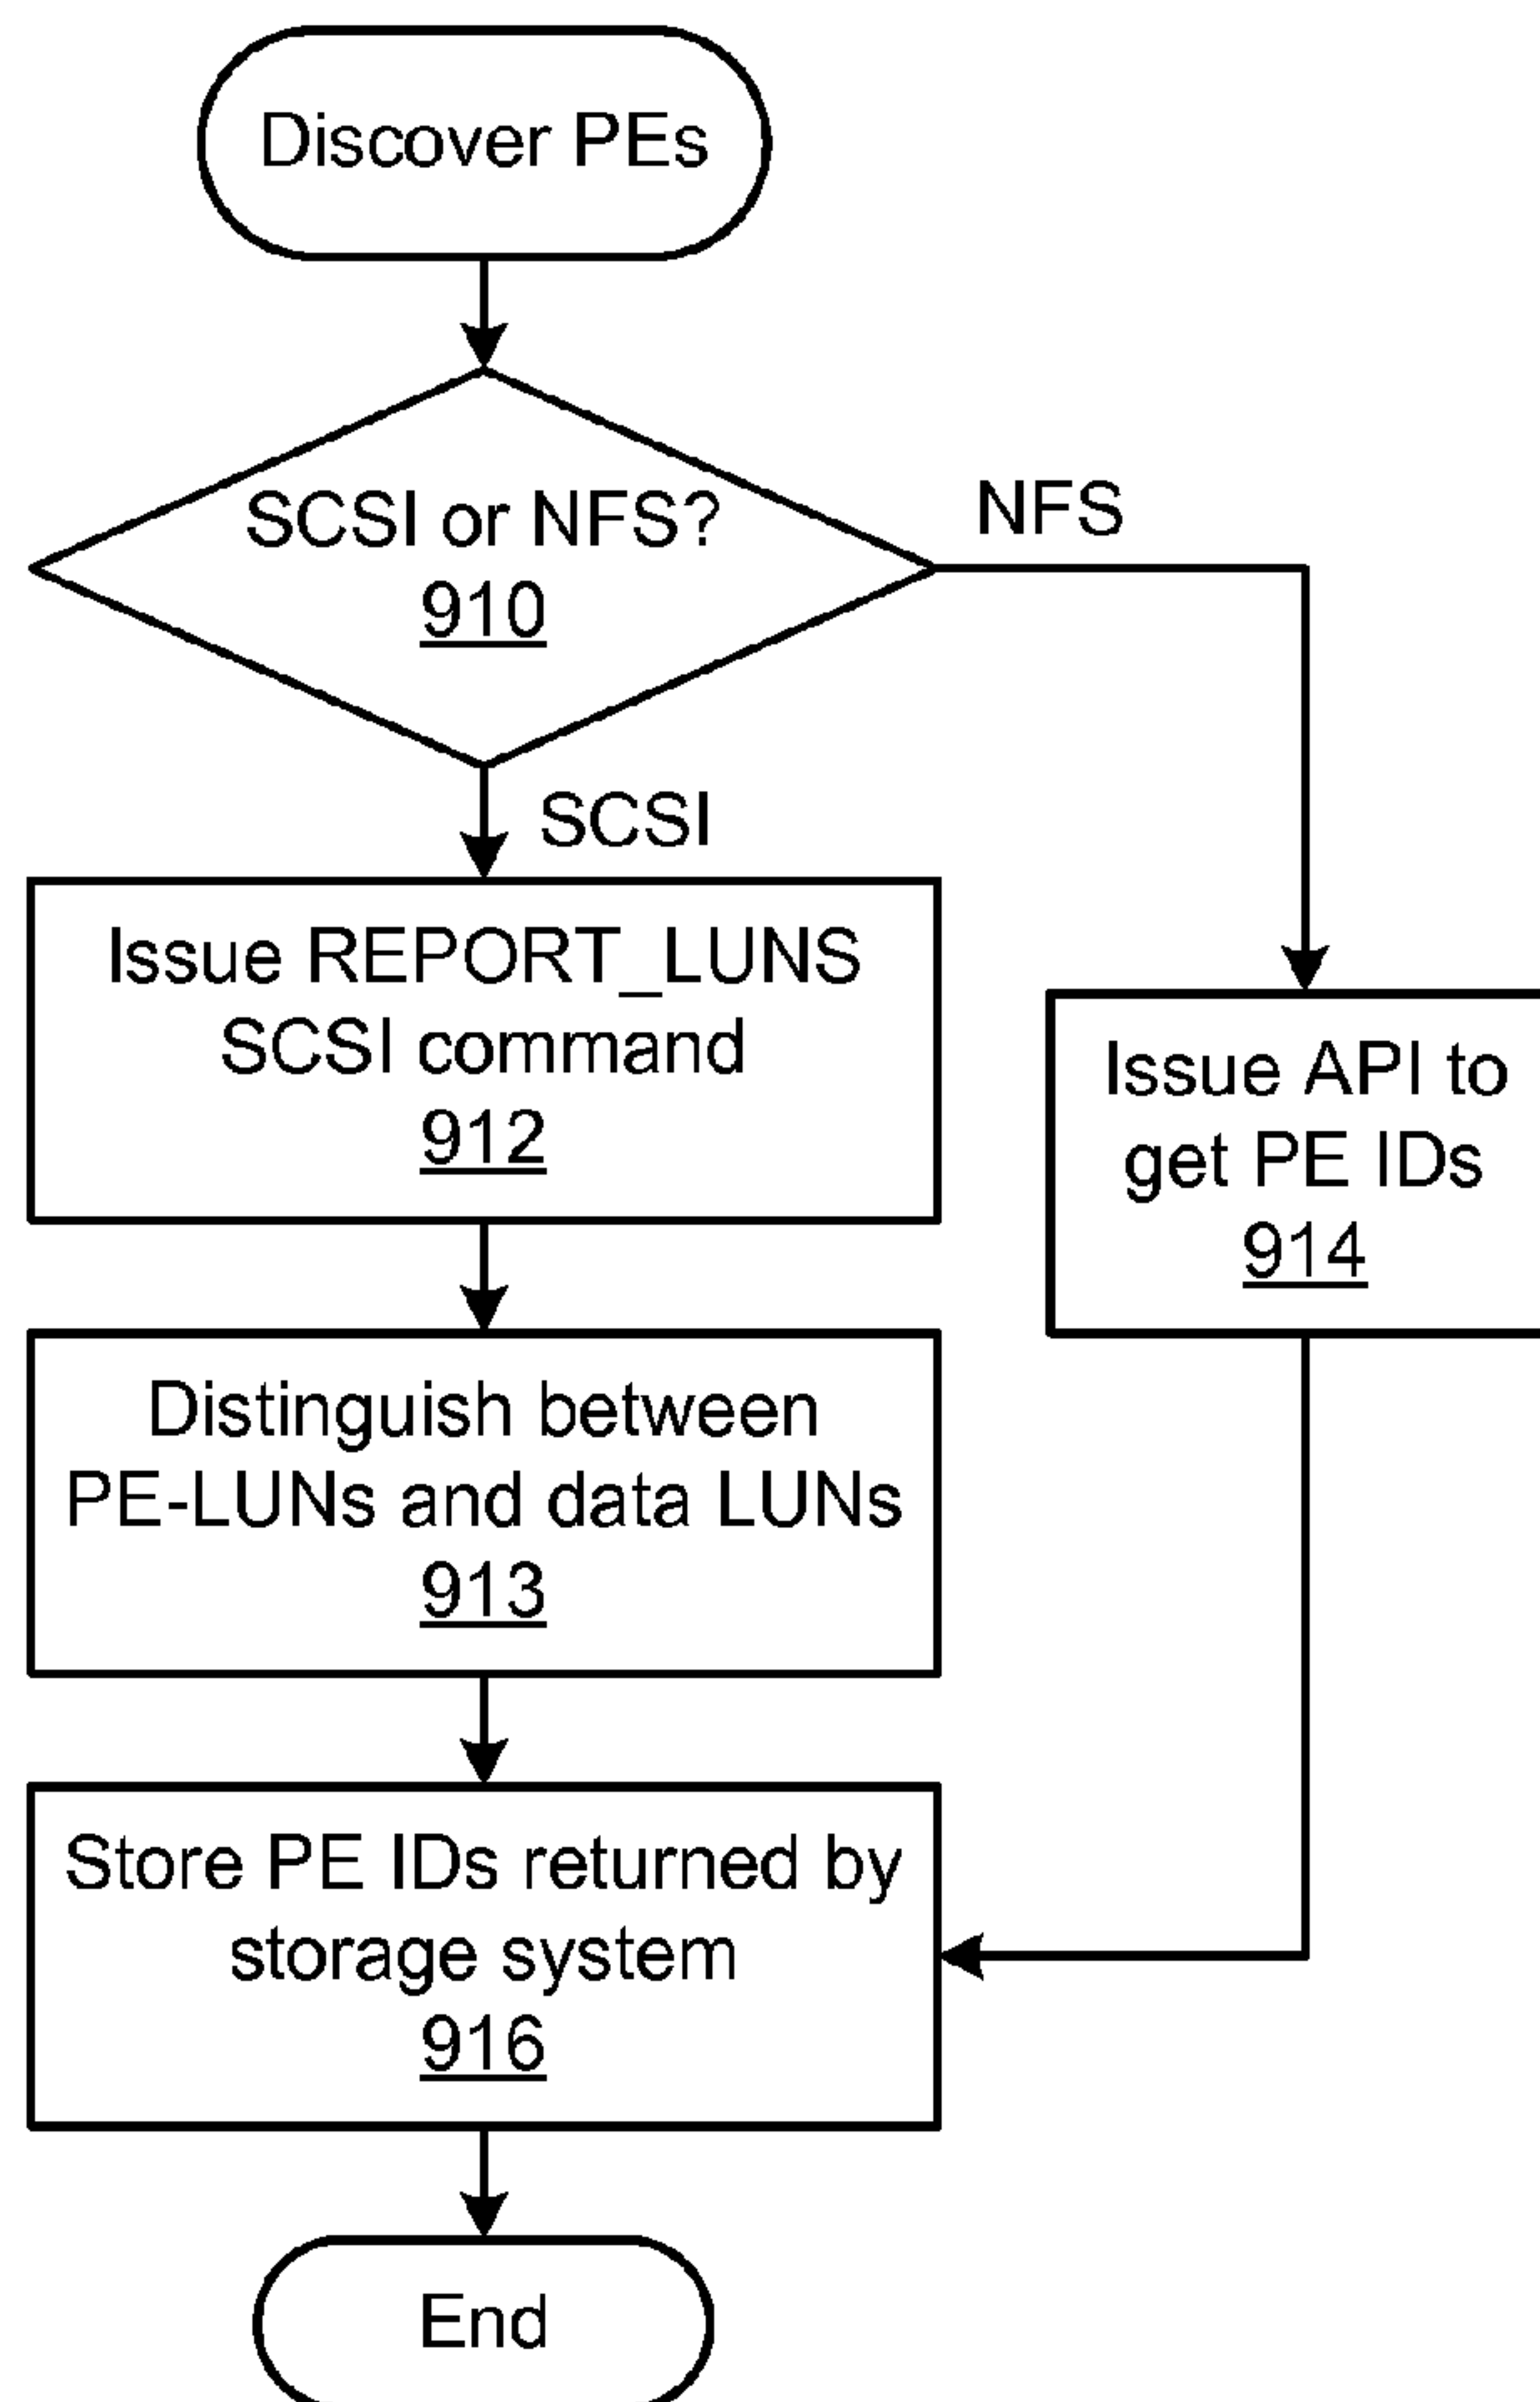 Discover PEs
SCSI or NFS?
910
NFS
SCSI
Issue REPORT_LUNS
SCSI command
912
Issue API to
get PE IDs
914
Distinguish between
PE-LUNs and data LUNs
913
Store PE IDs returned by
storage system
916
End